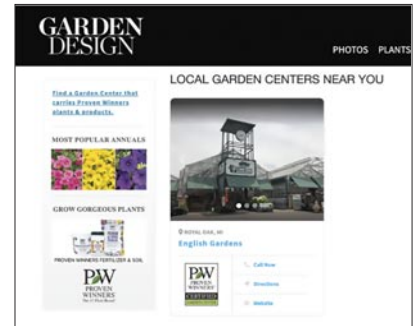 GARDEN
DESIGN
PHOTOS PLANTS
LOCAL GARDEN CENTERS NEAR YOU
Find a Garden Center that
carries Proven Winners
plants & products.
MOST POPULAR ANNUALS
GROW GORGEOUS PLANTS
PROVEN WINNERS FERTILIZER & SOIL
PW
PROVEN
WINNERS
ROYAL OAK, MI
English Gardens
PW
PROVEN
WINNERS
CERTIFIED
Call Now
Directions
Website